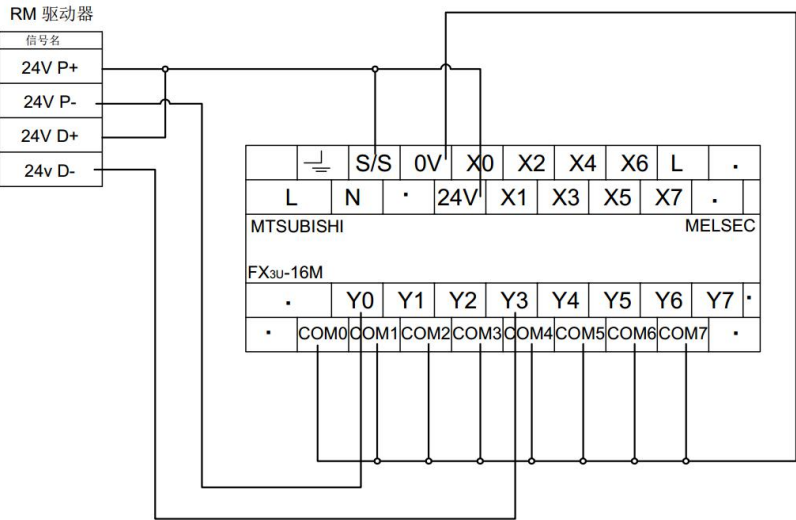 RM 驱动器
信号名
24V P+
24V P-
24V D+
24v D-
S/S 0V X0 X2 X4 X6 L .
L N · 24V X1 X3 X5 X7 .
MTSUBISHI MELSEC
FX3U-16M
. Y0 Y1 Y2 Y3 Y4 Y5 Y6 Y7 ·
· COM0 COM1 COM2 COM3 COM4 COM5 COM6 COM7 .